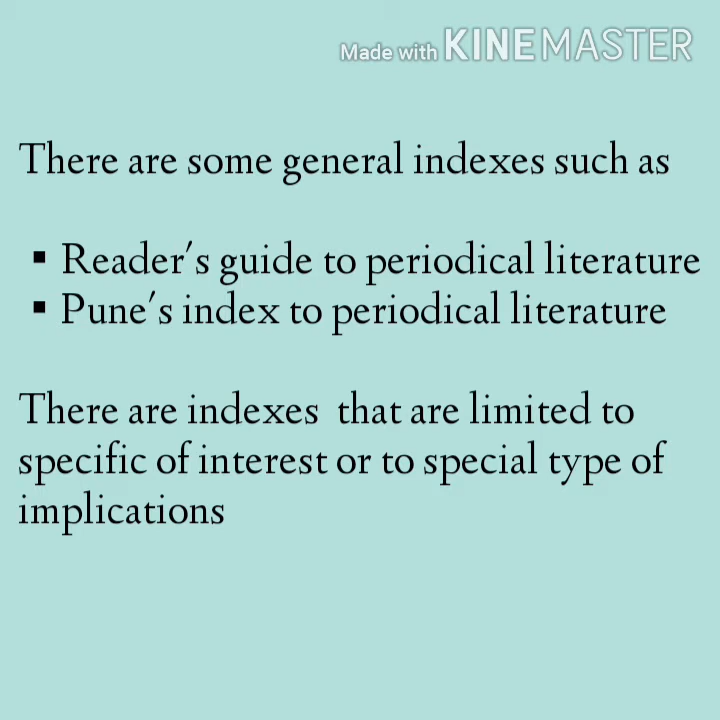 Made with KINEMASTER
There are some general indexes such as
▪ Reader's guide to periodical literature
▪ Pune's index to periodical literature
There are indexes that are limited to
specific of interest or to special type of
implications